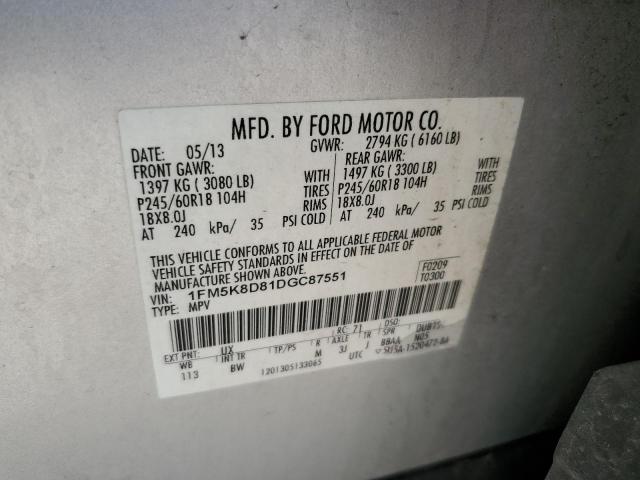 MFD. BY FORD MOTOR CO.
DATE: 05/13 GVWR: 2794 KG ( 6160 LB)
FRONT GAWR: REAR GAWR:
1397 KG ( 3080 LB) WITH 1497 KG ( 3300 LB) WITH
P245/60R18 104H TIRES P245/60R18 104H TIRES
18X8.0J RIMS 18X8.0J RIMS
AT 240 kPa/ 35 PSI COLD AT 240 kPa/ 35 PSI COLD
THIS VEHICLE CONFORMS TO ALL APPLICABLE FEDERAL MOTOR
VEHICLE SAFETY STANDARDS IN EFFECT ON THE DATE OF
MANUFACTURE SHOWN ABOVE.
VIN: 1FM5K8D81DGC87551 F0209
TYPE: MPV T0300
EXT PNT: UX RC: 71 DSO:
WB INT TR TP/PS R AXLE TR SPR
113 BW M 3J J BBAA N05
1201305133065 UTC